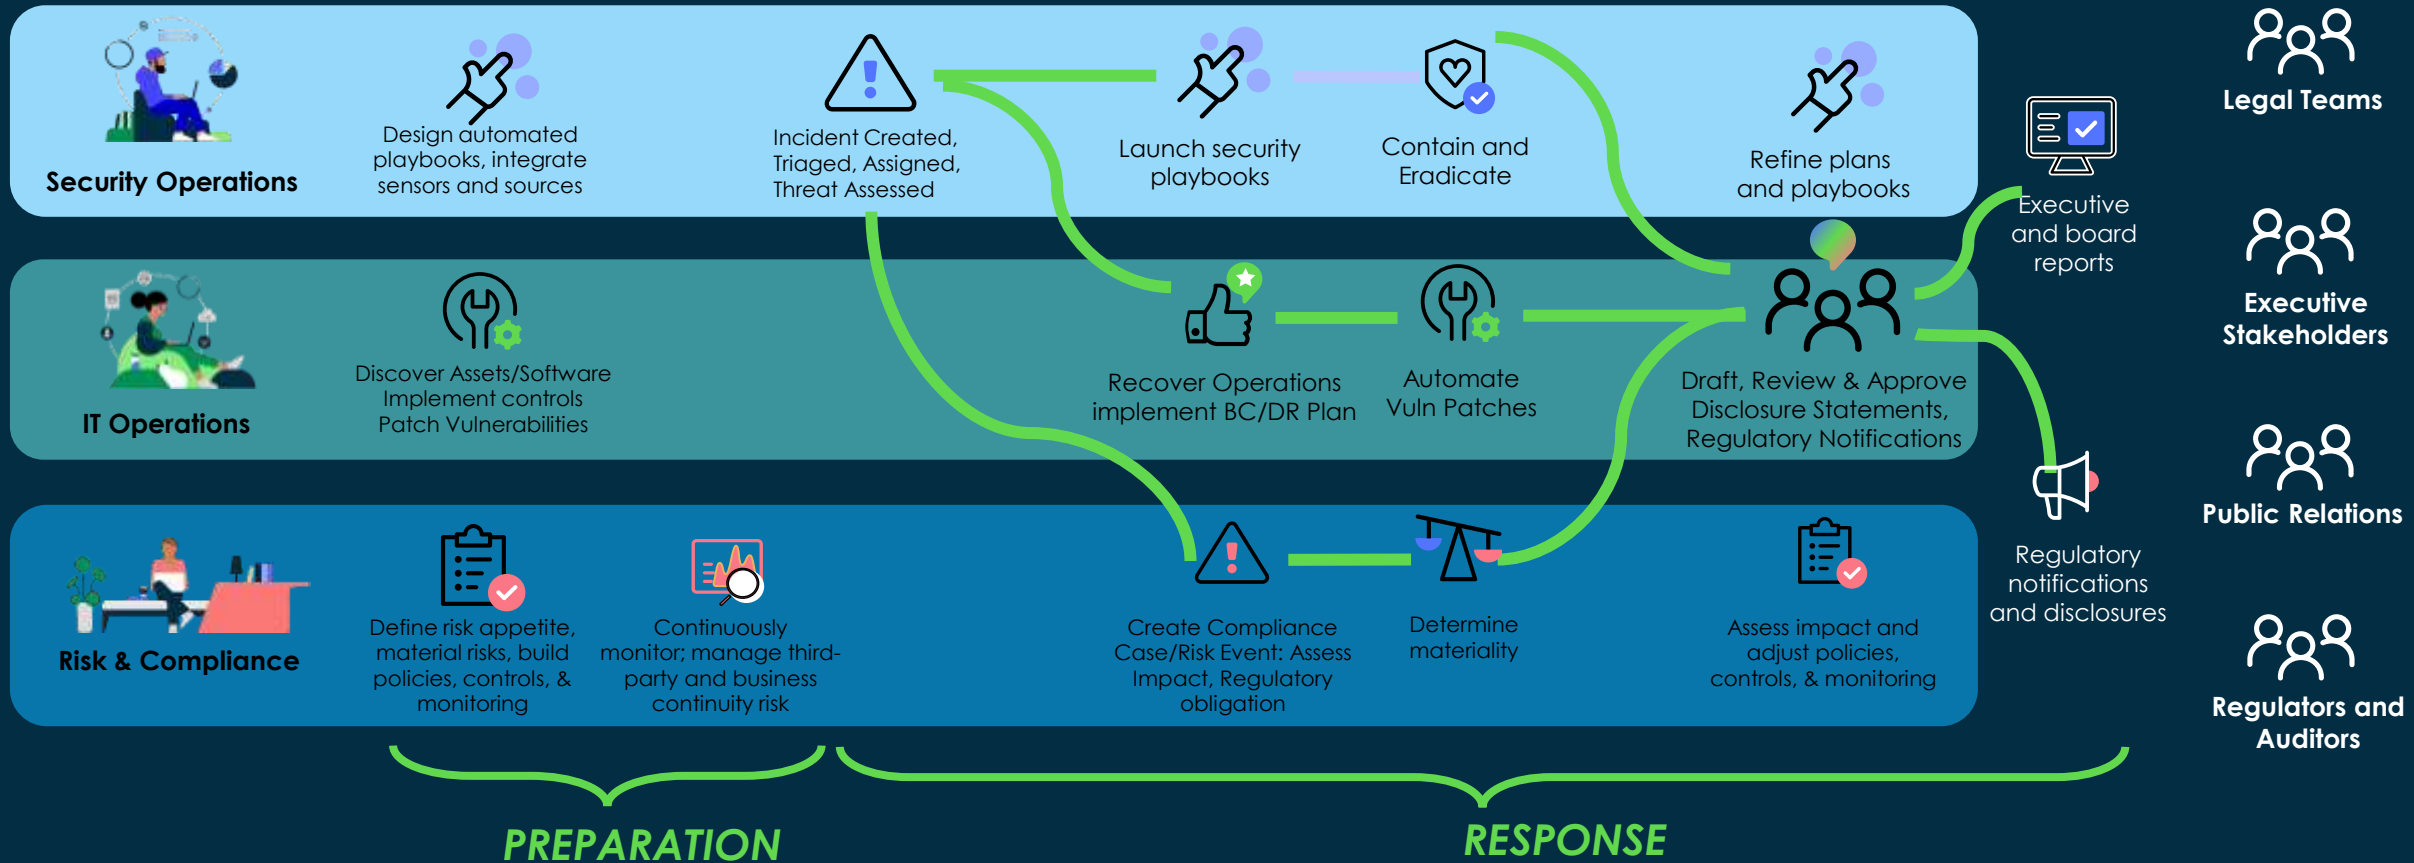 Security Operations
Design automated
playbooks, integrate
sensors and sources
Incident Created,
Triaged, Assigned,
Threat Assessed
Launch security
playbooks
Contain and
Eradicate
Refine plans
and playbooks
Executive
and board
reports
IT Operations
Discover Assets/Software
Implement controls
Patch Vulnerabilities
Recover Operations
implement BC/DR Plan
Automate
Vuln Patches
Draft, Review & Approve
Disclosure Statements,
Regulatory Notifications
Regulatory
notifications
and disclosures
Risk & Compliance
Define risk appetite,
material risks, build
policies, controls, &
monitoring
Continuously
monitor; manage third-
party and business
continuity risk
Create Compliance
Case/Risk Event: Assess
Impact, Regulatory
obligation
Determine
materiality
Assess impact and
adjust policies,
controls, & monitoring
Legal Teams
Executive
Stakeholders
Public Relations
Regulators and
Auditors
PREPARATION
RESPONSE